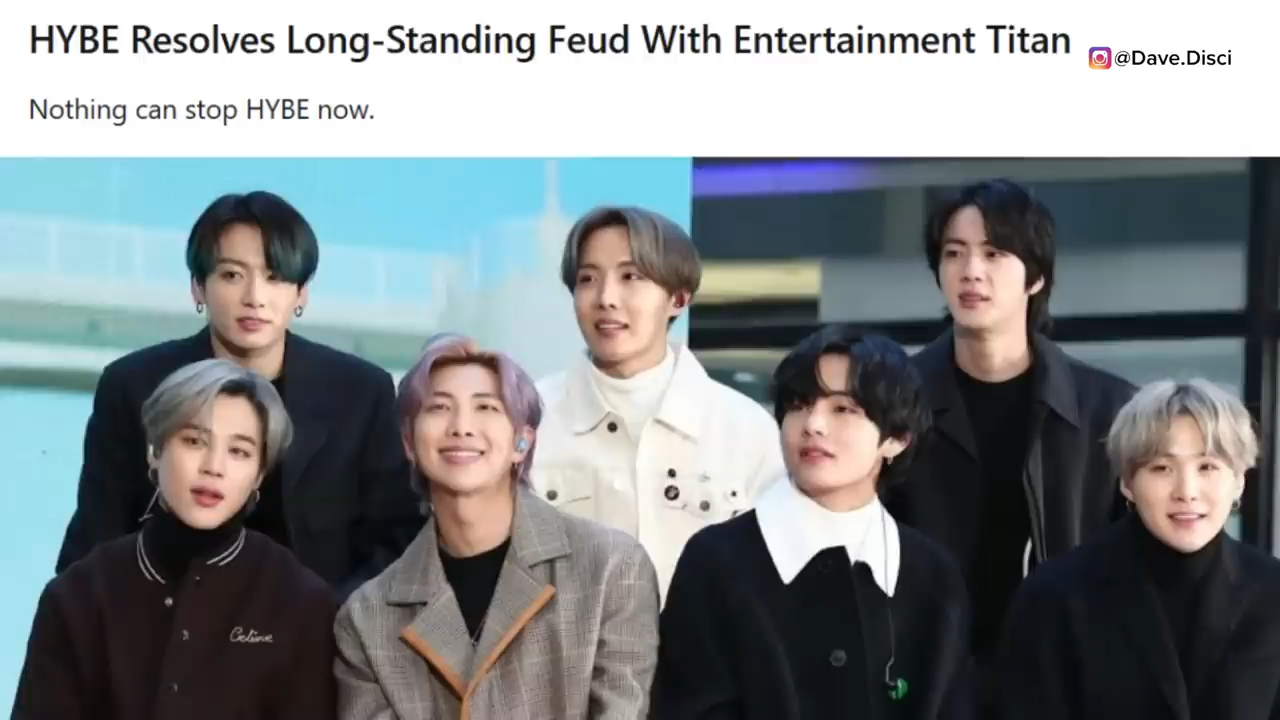 HYBE Resolves Long-Standing Feud With Entertainment Titan
@Dave.Disci
Nothing can stop HYBE now.
Celine